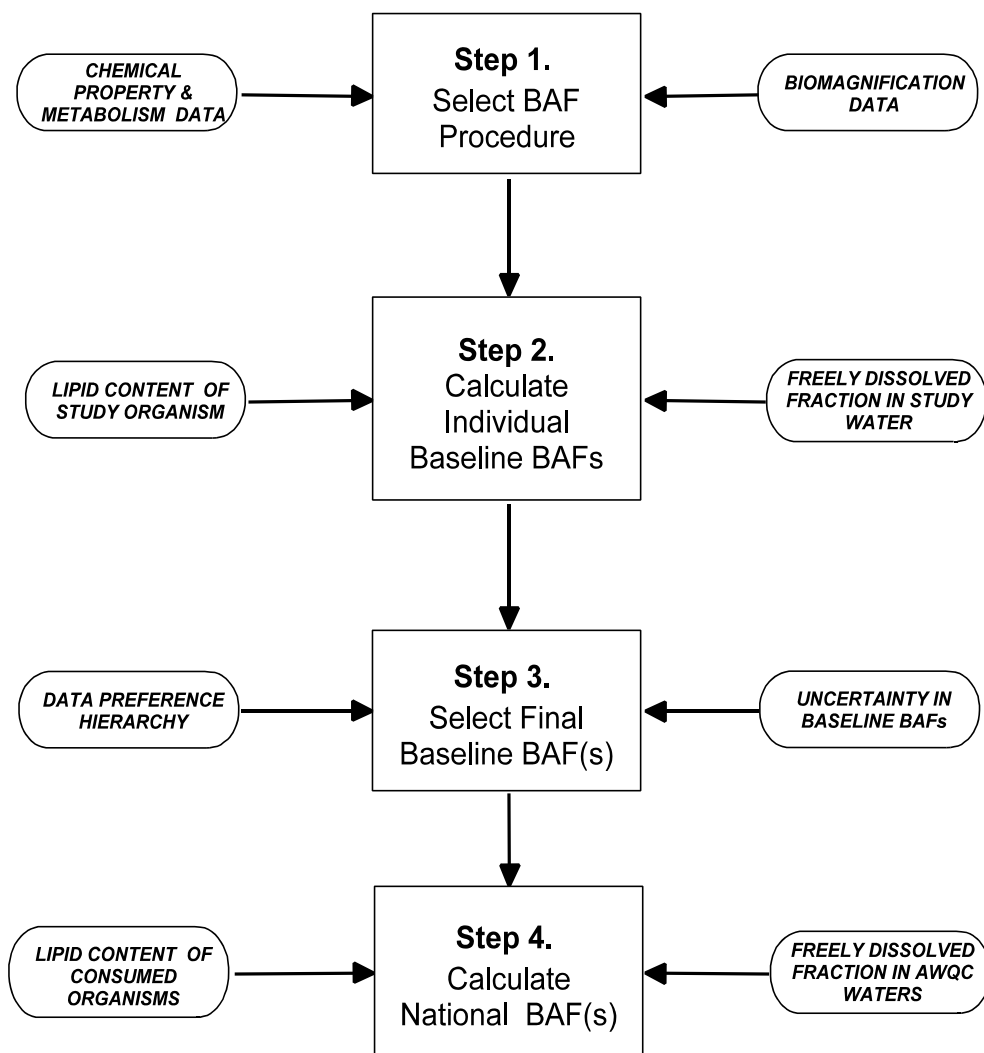 CHEMICAL
PROPERTY &
METABOLISM DATA
Step 1.
Select BAF
Procedure
BIOMAGNIFICATION
DATA
LIPID CONTENT OF
STUDY ORGANISM
Step 2.
Calculate
Individual
Baseline BAFs
FREELY DISSOLVED
FRACTION IN STUDY
WATER
DATA PREFERENCE
HIERARCHY
Step 3.
Select Final
Baseline BAF(s)
UNCERTAINTY IN
BASELINE BAFs
LIPID CONTENT OF
CONSUMED
ORGANISMS
Step 4.
Calculate
National BAF(s)
FREELY DISSOLVED
FRACTION IN AWQC
WATERS